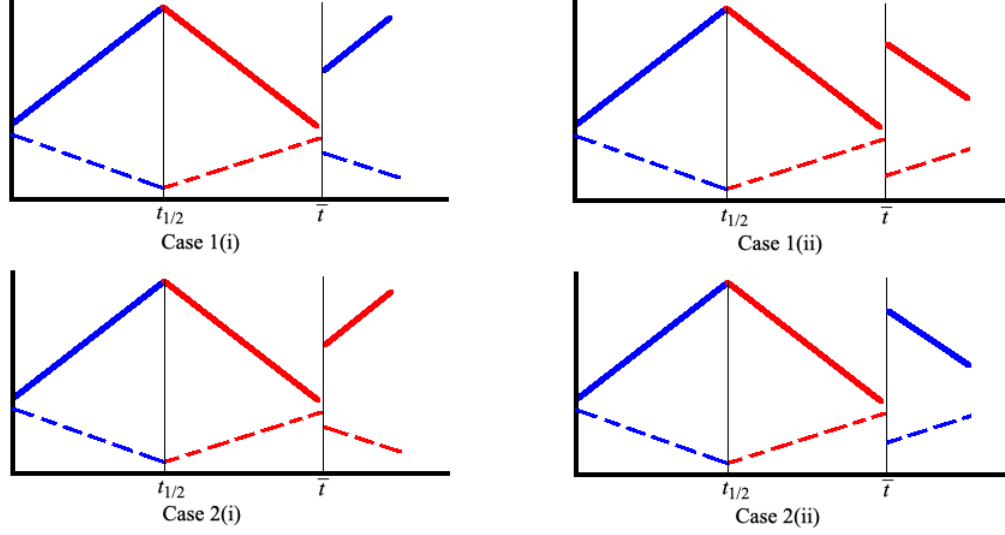 t1/2 t̅ t1/2 t̅
Case 1(i) Case 1(ii)
t1/2 t̅ t1/2 t̅
Case 2(i) Case 2(ii)